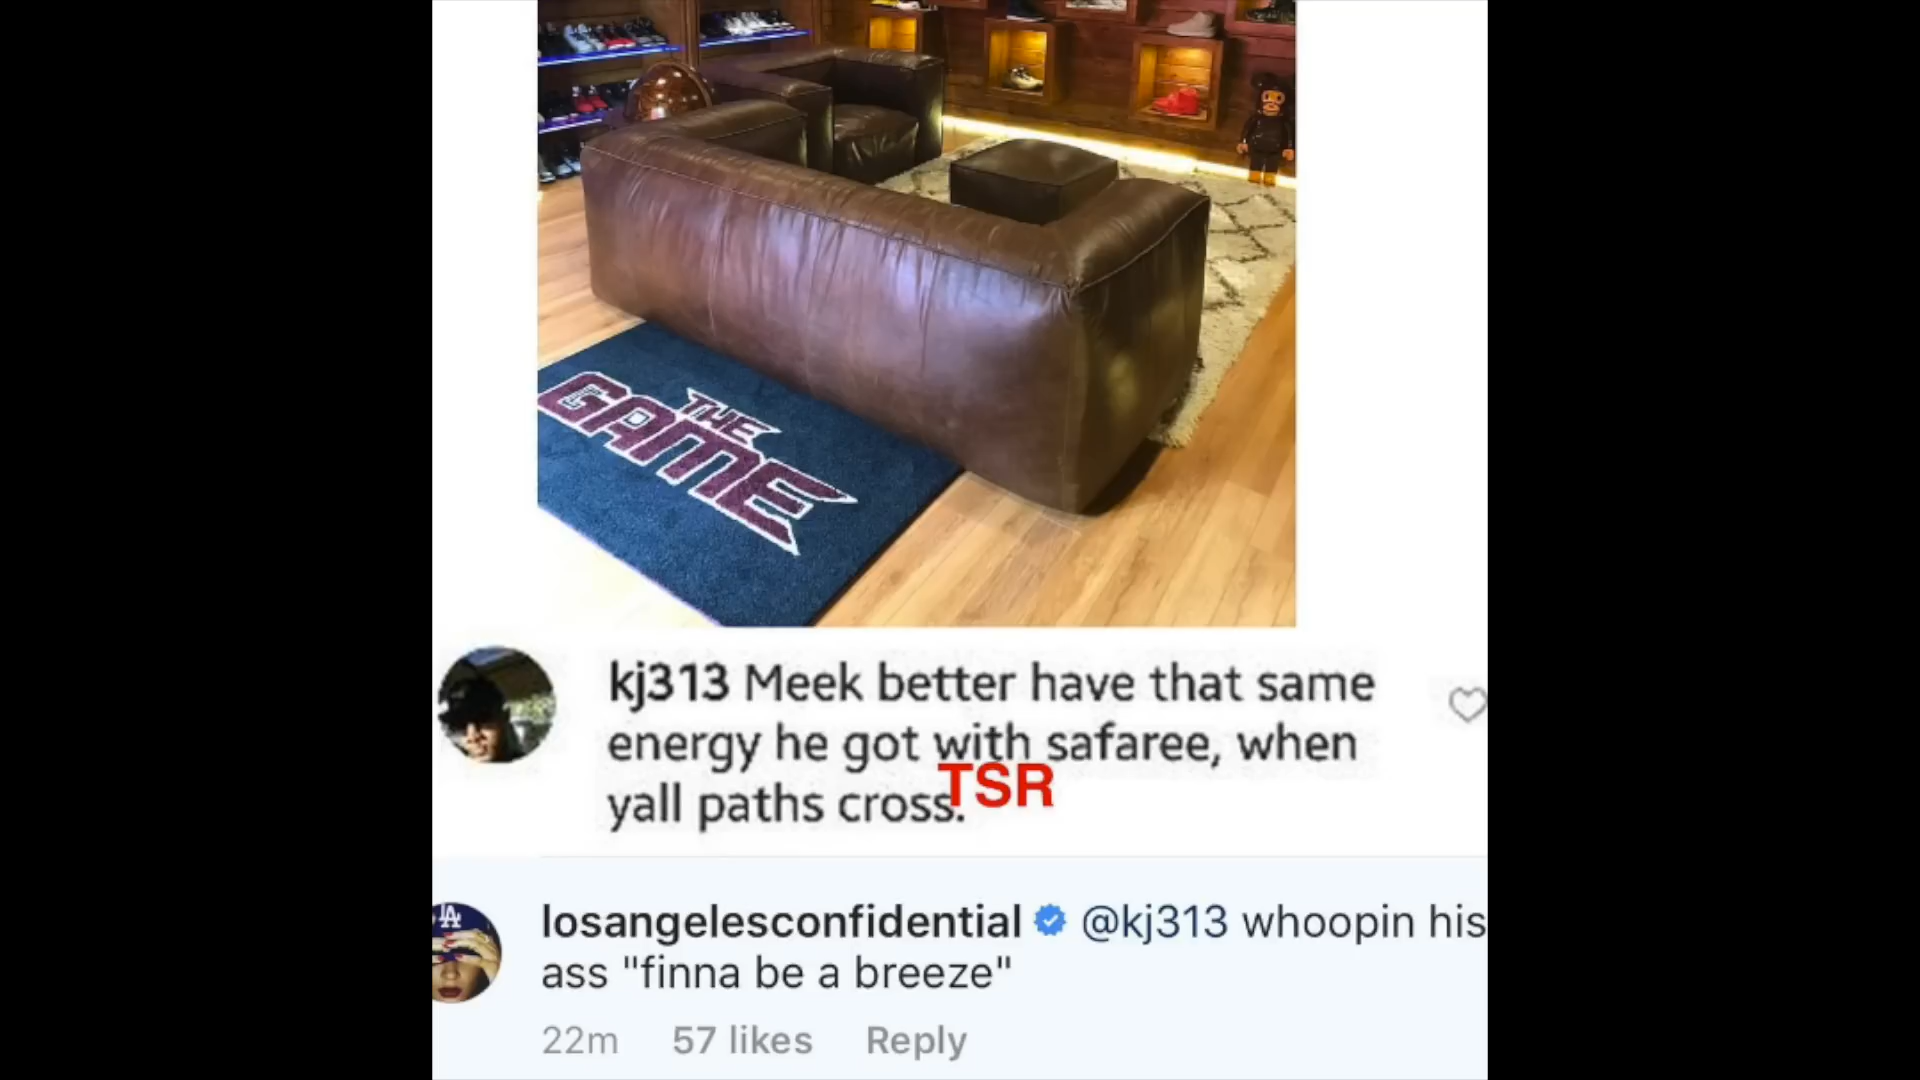 THE
GAME
kj313 Meek better have that same
energy he got with safaree, when
yall paths cross.
TSR
LA
losangelesconfidential @kj313 whoopin his
ass "finna be a breeze"
22m 57 likes Reply